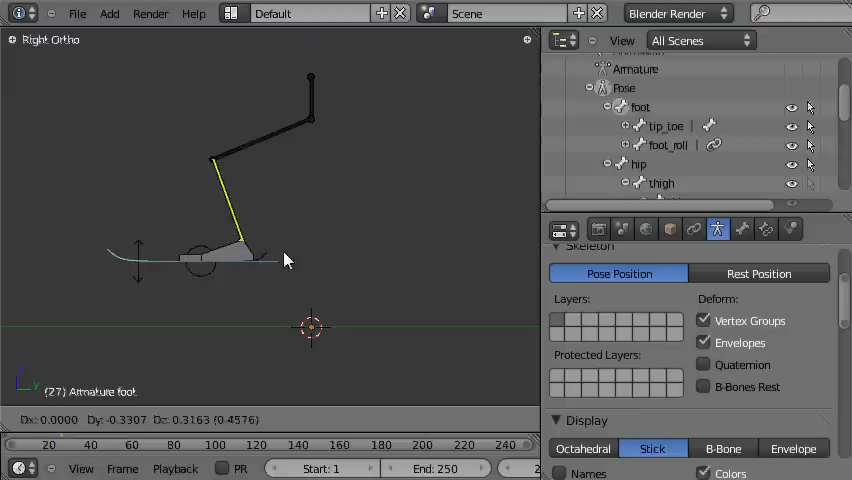 File Add Render Help Default Scene Blender Render
Right Ortho
View All Scenes
Armature
Pose
foot
tip_toe
foot_roll
hip
thigh
Skeleton
Pose Position Rest Position
Layers: Deform:
Vertex Groups
Envelopes
Protected Layers:
Quaternion
B-Bones Rest
Display
Octahedral Stick B-Bone Envelope
Names Colors
z
y
(27) Armature foot
Dx: 0.0000 Dy: -0.3307 Dz: 0.3163 (0.4576)
20 40 60 80 100 120 140 160 180 200 220 240
View Frame Playback PR Start: 1 End: 250